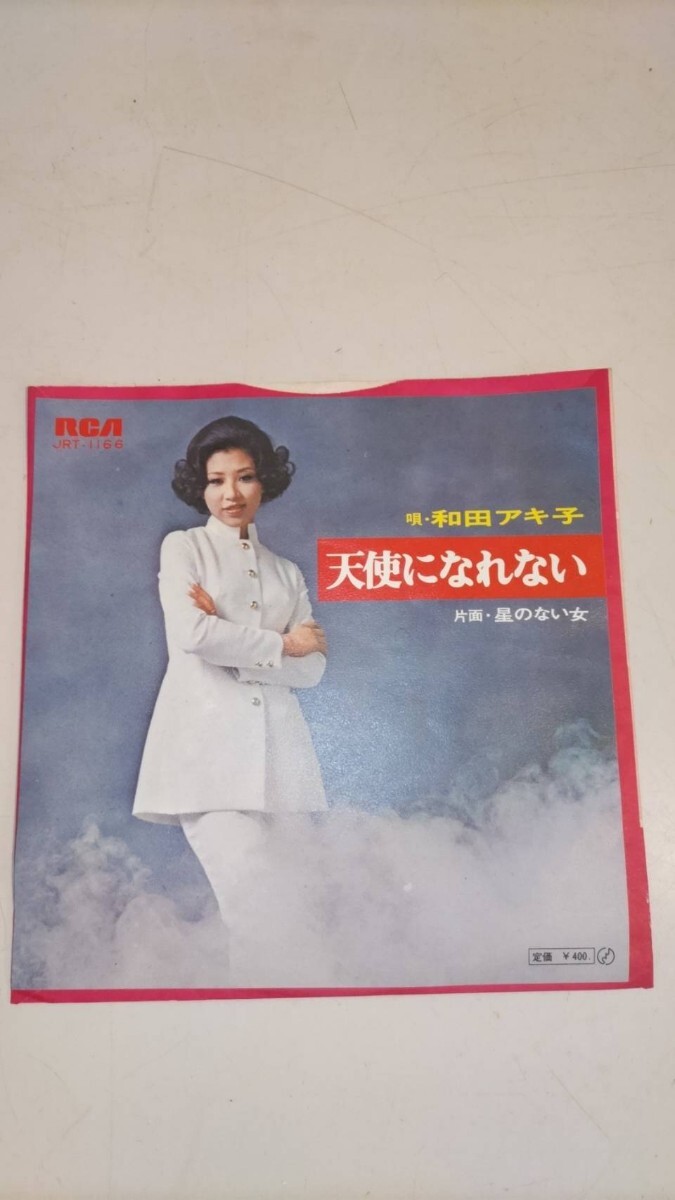 RCA
JRT-1166
唄・和田アキ子
天使になれない
片面・星のない女
定価 ￥400.